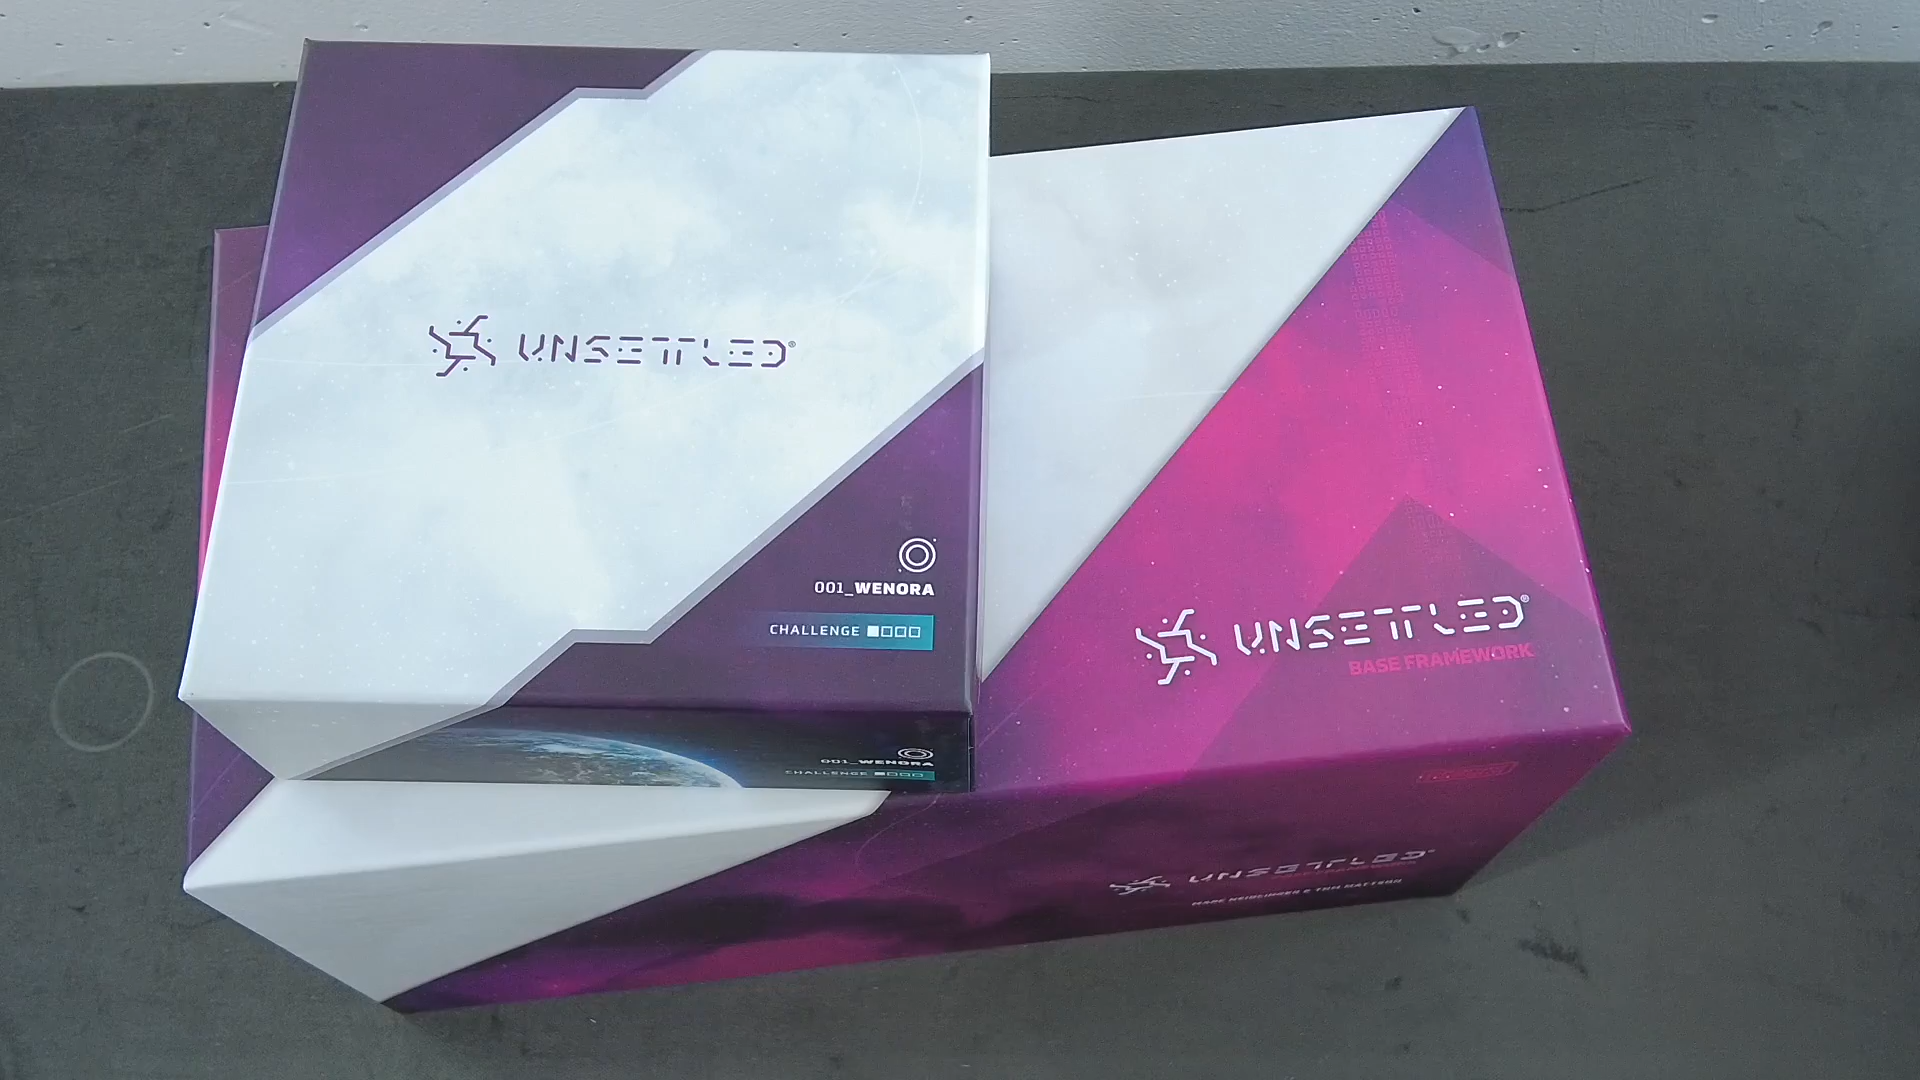 UNSETTLED®
001_WENORA
CHALLENGE
001_WENORA
CHALLENGE
UNSETTLED®
BASE FRAMEWORK
UNSETTLED